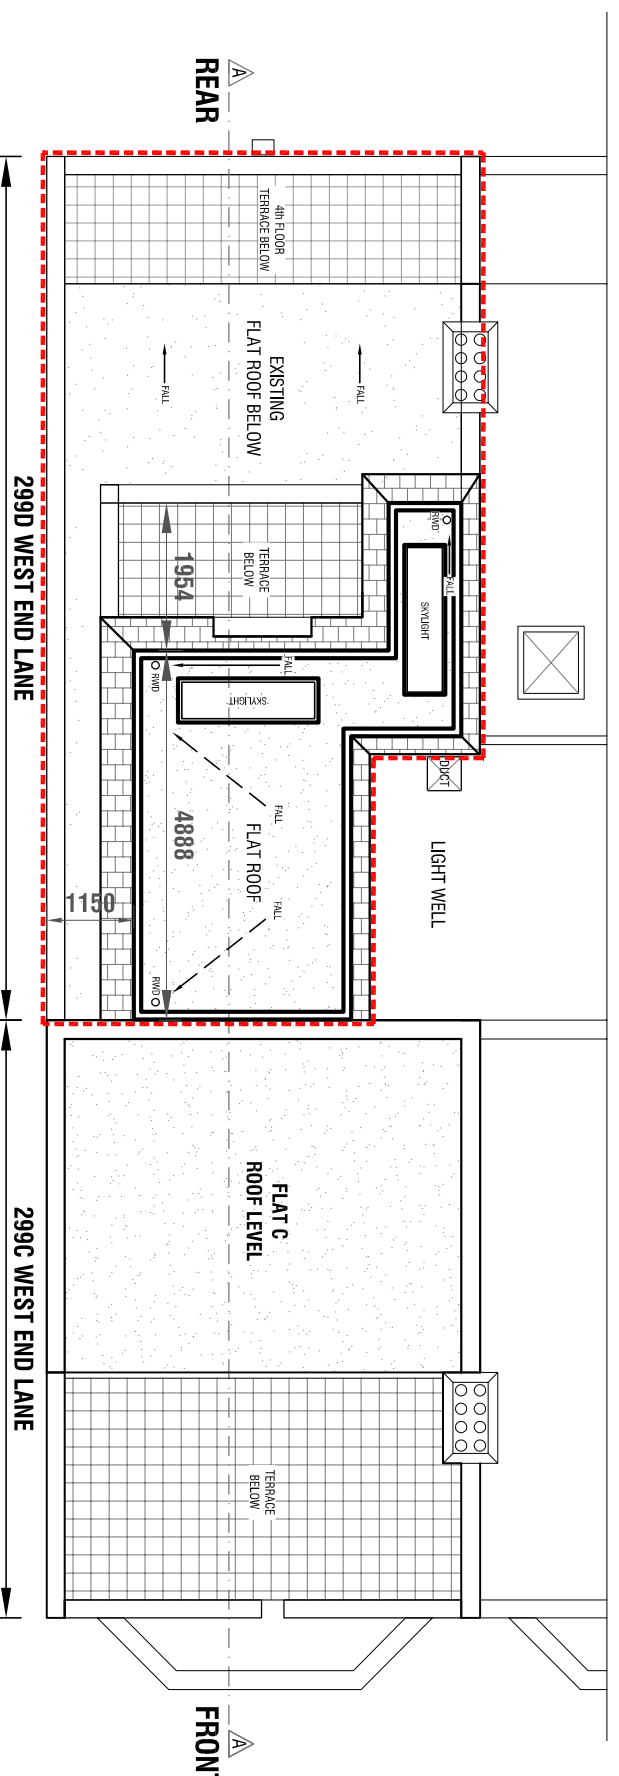 A
REAR
4th FLOOR
TERRACE BELOW
EXISTING
FLAT ROOF BELOW
FALL
FALL
RWD
FALL
SKYLIGHT
TERRACE
BELOW
1954
299D WEST END LANE
FALL
RWD
SKYLIGHT
DUCT
FALL
4888
FLAT ROOF
LIGHT WELL
1150
FALL
RWD
FLAT C
ROOF LEVEL
299C WEST END LANE
TERRACE
BELOW
FRONT
A